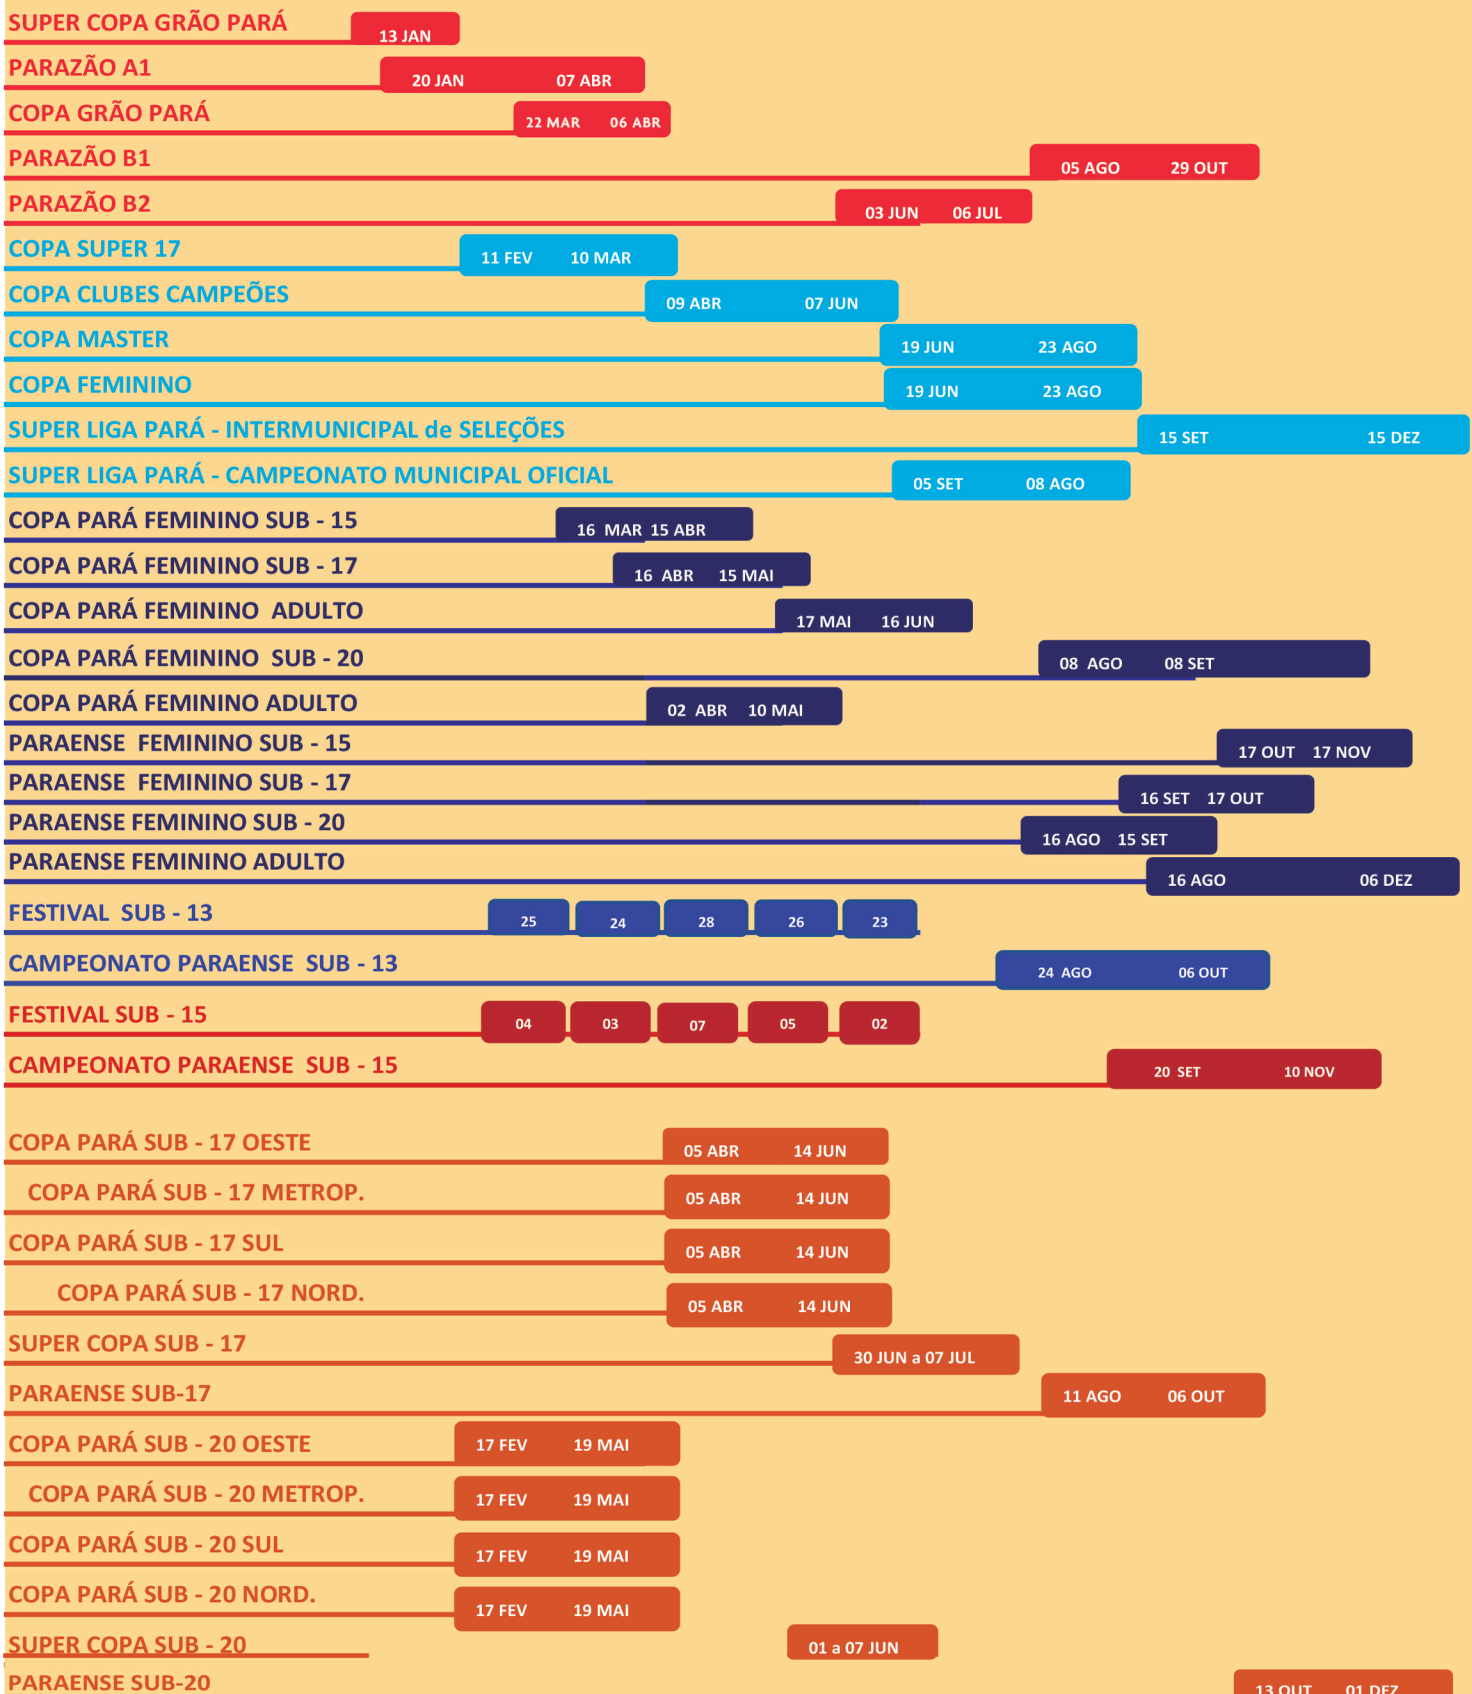 SUPER COPA GRÃO PARÁ 13 JAN
PARAZÃO A1 20 JAN 07 ABR
COPA GRÃO PARÁ 22 MAR 06 ABR
PARAZÃO B1 05 AGO 29 OUT
PARAZÃO B2 03 JUN 06 JUL
COPA SUPER 17 11 FEV 10 MAR
COPA CLUBES CAMPEÕES 09 ABR 07 JUN
COPA MASTER 19 JUN 23 AGO
COPA FEMININO 19 JUN 23 AGO
SUPER LIGA PARÁ - INTERMUNICIPAL de SELEÇÕES 15 SET 15 DEZ
SUPER LIGA PARÁ - CAMPEONATO MUNICIPAL OFICIAL 05 SET 08 AGO
COPA PARÁ FEMININO SUB - 15 16 MAR 15 ABR
COPA PARÁ FEMININO SUB - 17 16 ABR 15 MAI
COPA PARÁ FEMININO ADULTO 17 MAI 16 JUN
COPA PARÁ FEMININO SUB - 20 08 AGO 08 SET
COPA PARÁ FEMININO ADULTO 02 ABR 10 MAI
PARAENSE FEMININO SUB - 15 17 OUT 17 NOV
PARAENSE FEMININO SUB - 17 16 SET 17 OUT
PARAENSE FEMININO SUB - 20 16 AGO 15 SET
PARAENSE FEMININO ADULTO 16 AGO 06 DEZ
FESTIVAL SUB - 13 25 24 28 26 23
CAMPEONATO PARAENSE SUB - 13 24 AGO 06 OUT
FESTIVAL SUB - 15 04 03 07 05 02
CAMPEONATO PARAENSE SUB - 15 20 SET 10 NOV
COPA PARÁ SUB - 17 OESTE 05 ABR 14 JUN
COPA PARÁ SUB - 17 METROP. 05 ABR 14 JUN
COPA PARÁ SUB - 17 SUL 05 ABR 14 JUN
COPA PARÁ SUB - 17 NORD. 05 ABR 14 JUN
SUPER COPA SUB - 17 30 JUN a 07 JUL
PARAENSE SUB-17 11 AGO 06 OUT
COPA PARÁ SUB - 20 OESTE 17 FEV 19 MAI
COPA PARÁ SUB - 20 METROP. 17 FEV 19 MAI
COPA PARÁ SUB - 20 SUL 17 FEV 19 MAI
COPA PARÁ SUB - 20 NORD. 17 FEV 19 MAI
SUPER COPA SUB - 20 01 a 07 JUN
PARAENSE SUB-20 13 OUT 01 DEZ